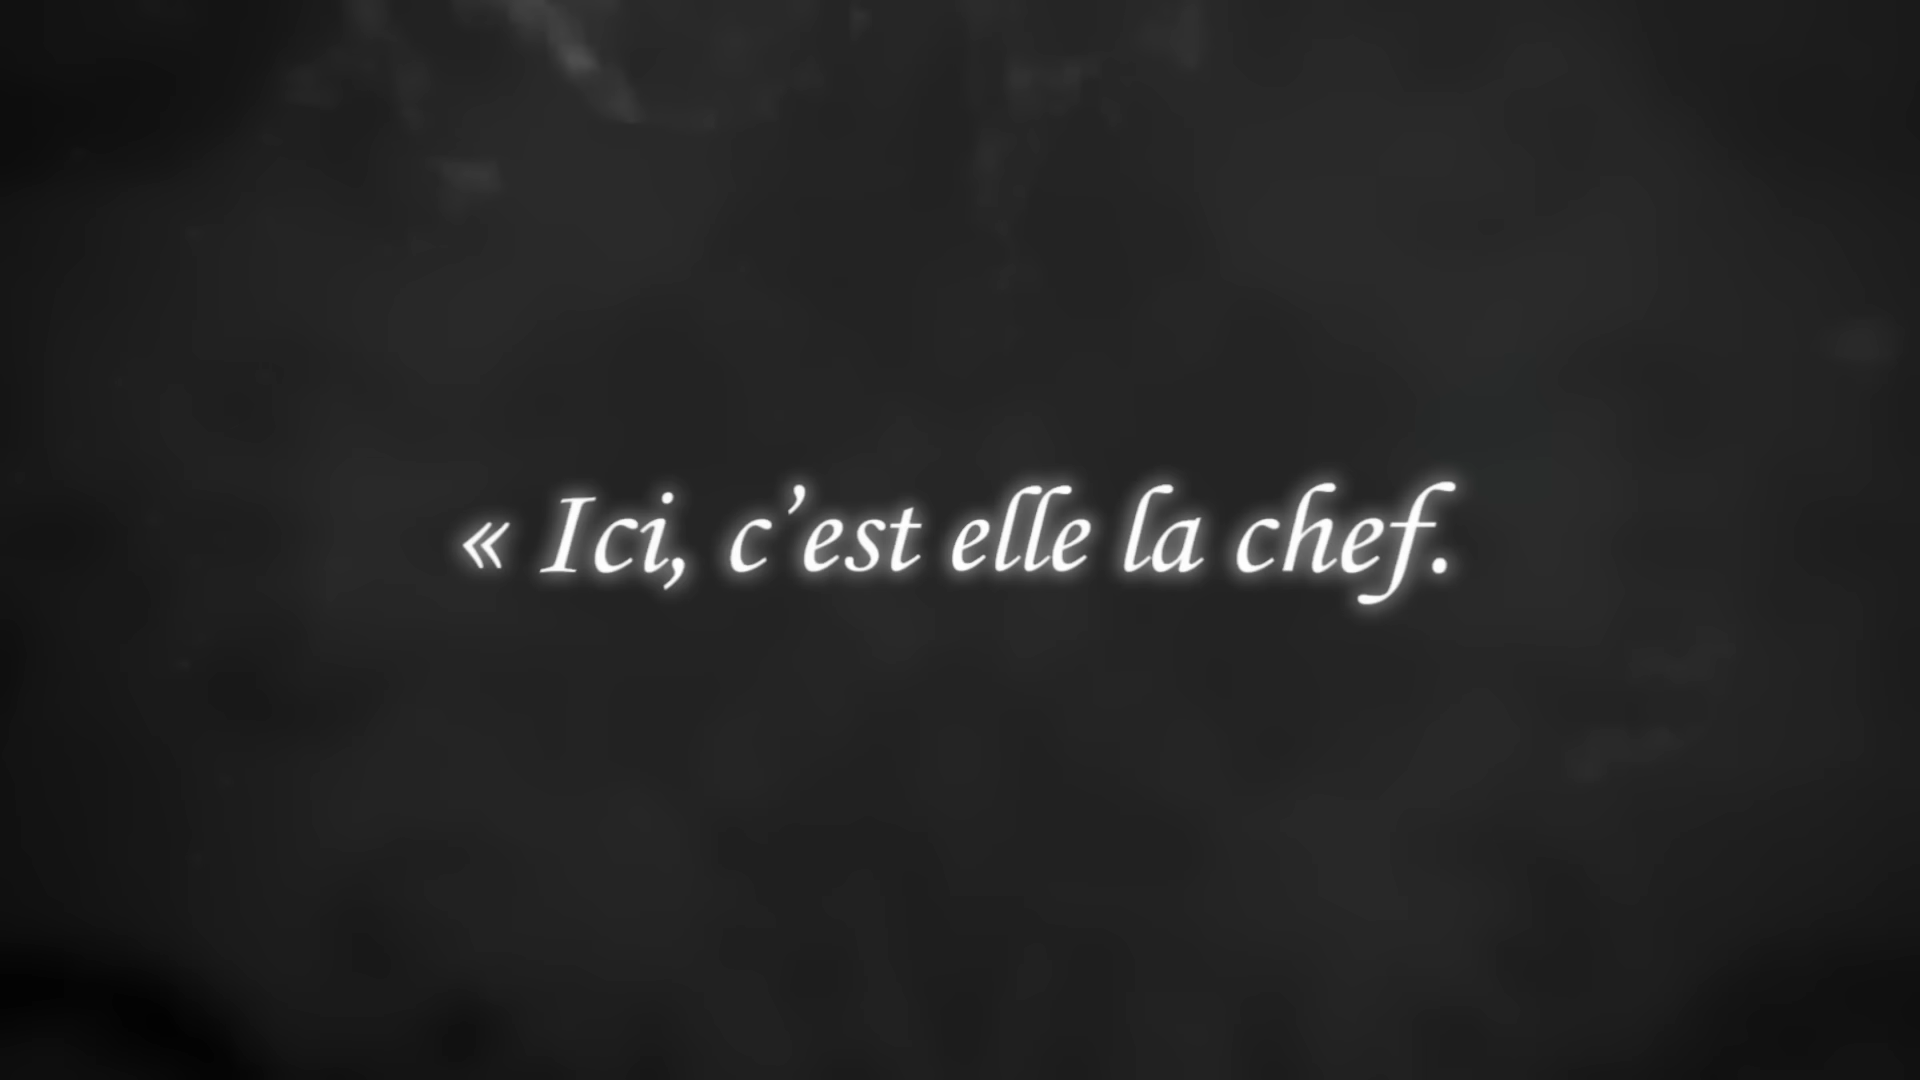 « Ici, c’est elle la chef.